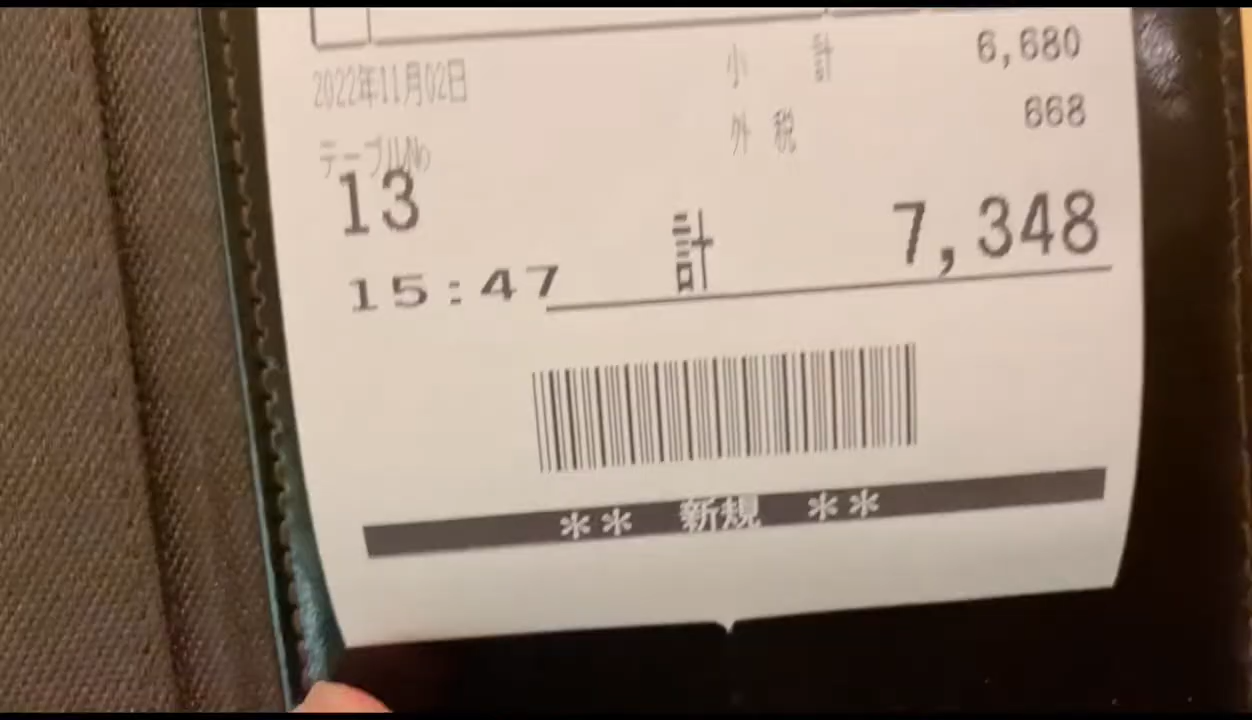 小計 6,680
2022年11月02日
外税 668
テーブルNo
13
計 7,348
15:47
** 新規 **